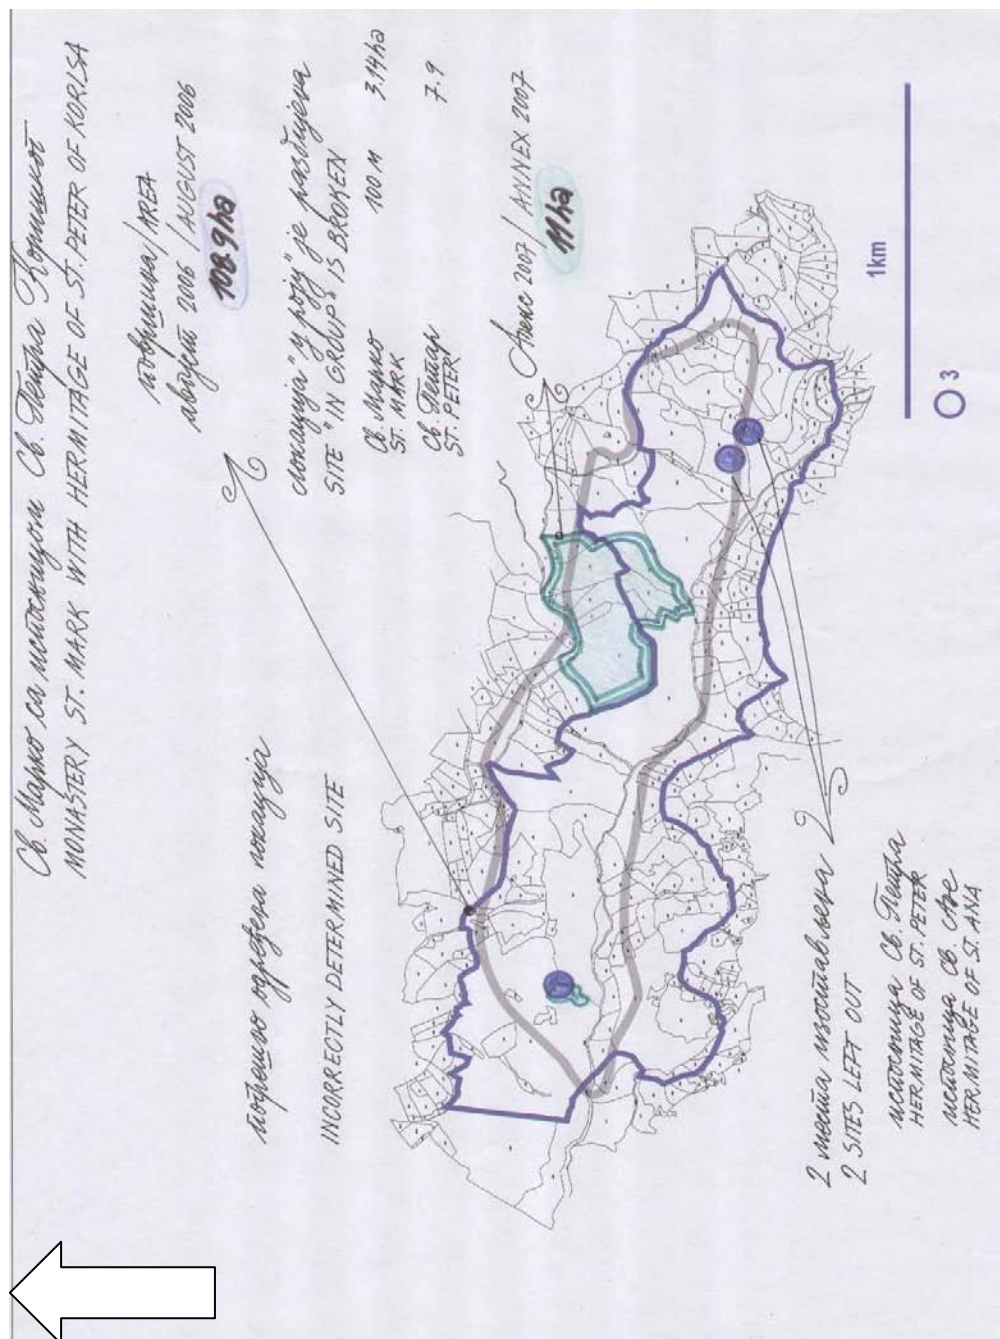 Св. Марко са испосницом Св. Петра Коришког
MONASTERY ST. MARK WITH HERMITAGE OF ST. PETER OF KORISA
површина/AREA
август 2006 / AUGUST 2006
108.9ha
погрешно одређена локација
INCORRECTLY DETERMINED SITE
локација "у роју" је разбијена
SITE "IN GROUP" IS BROKEN
Св. Марко 100 M 3.14ha
ST. MARK
Св. Петар 7.9
ST. PETER
Анекс 2007 / ANNEX 2007
11ha
1km
3
1
2 места изостављена
2 SITES LEFT OUT
испосница Св. Петра
HERMITAGE OF ST. PETER
испосница Св.
HERMITAGE OF ST. ANA